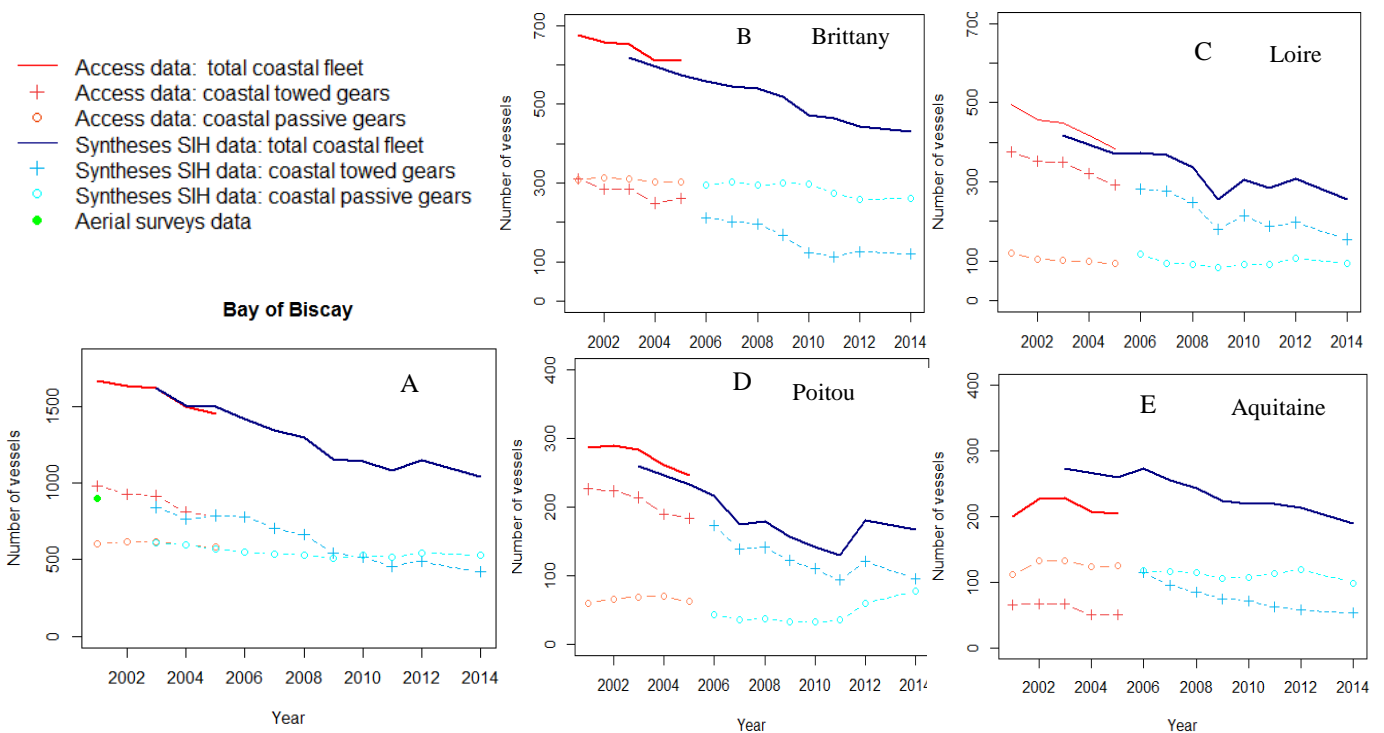 Access data: total coastal fleet
Access data: coastal towed gears
Access data: coastal passive gears
Syntheses SIH data: total coastal fleet
Syntheses SIH data: coastal towed gears
Syntheses SIH data: coastal passive gears
Aerial surveys data
B Brittany
Number of vessels
0 100 300 500 700
2002 2004 2006 2008 2010 2012 2014
C Loire
Number of vessels
0 100 300 500 700
2002 2004 2006 2008 2010 2012 2014
Bay of Biscay
A
Number of vessels
0 500 1000 1500
2002 2004 2006 2008 2010 2012 2014
Year
D
Poitou
Number of vessels
0 100 200 300 400
2002 2004 2006 2008 2010 2012 2014
Year
E Aquitaine
Number of vessels
0 100 200 300 400
2002 2004 2006 2008 2010 2012 2014
Year